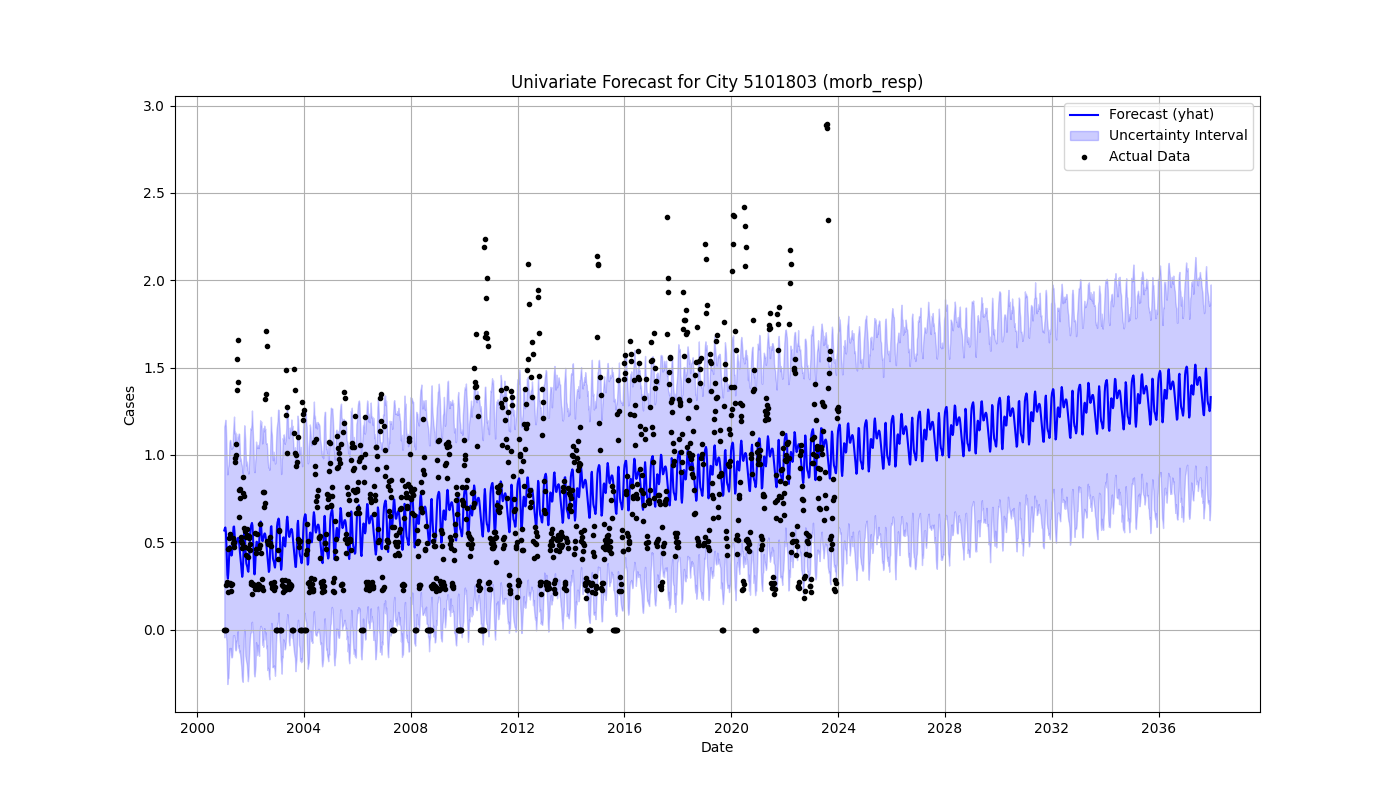 Univariate Forecast for City 5101803 (morb_resp)
Forecast (yhat)
Uncertainty Interval
Actual Data
Cases
3.0
2.5
2.0
1.5
1.0
0.5
0.0
2000 2004 2008 2012 2016 2020 2024 2028 2032 2036
Date